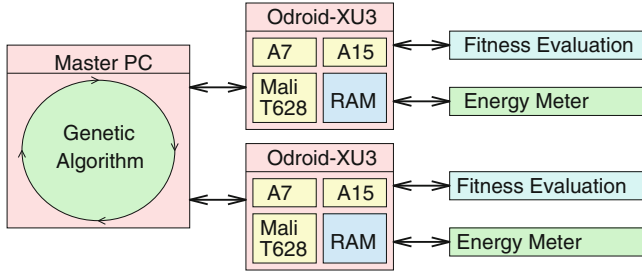 Master PC
Genetic
Algorithm
Odroid-XU3
A7
A15
Mali
T628
RAM
Fitness Evaluation
Energy Meter
Odroid-XU3
A7
A15
Mali
T628
RAM
Fitness Evaluation
Energy Meter